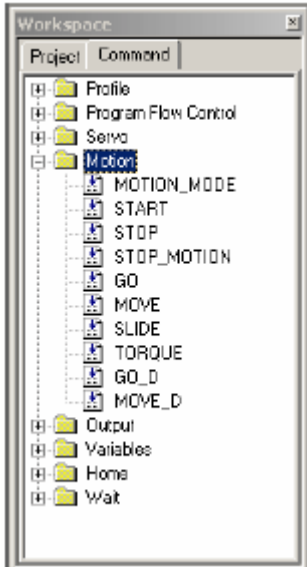 Workspace
Project Command
Profile
Program Flow Control
Servo
Motion
MOTION_MODE
START
STOP
STOP_MOTION
GO
MOVE
SLIDE
TORQUE
GO_D
MOVE_D
Output
Variables
Home
Wait